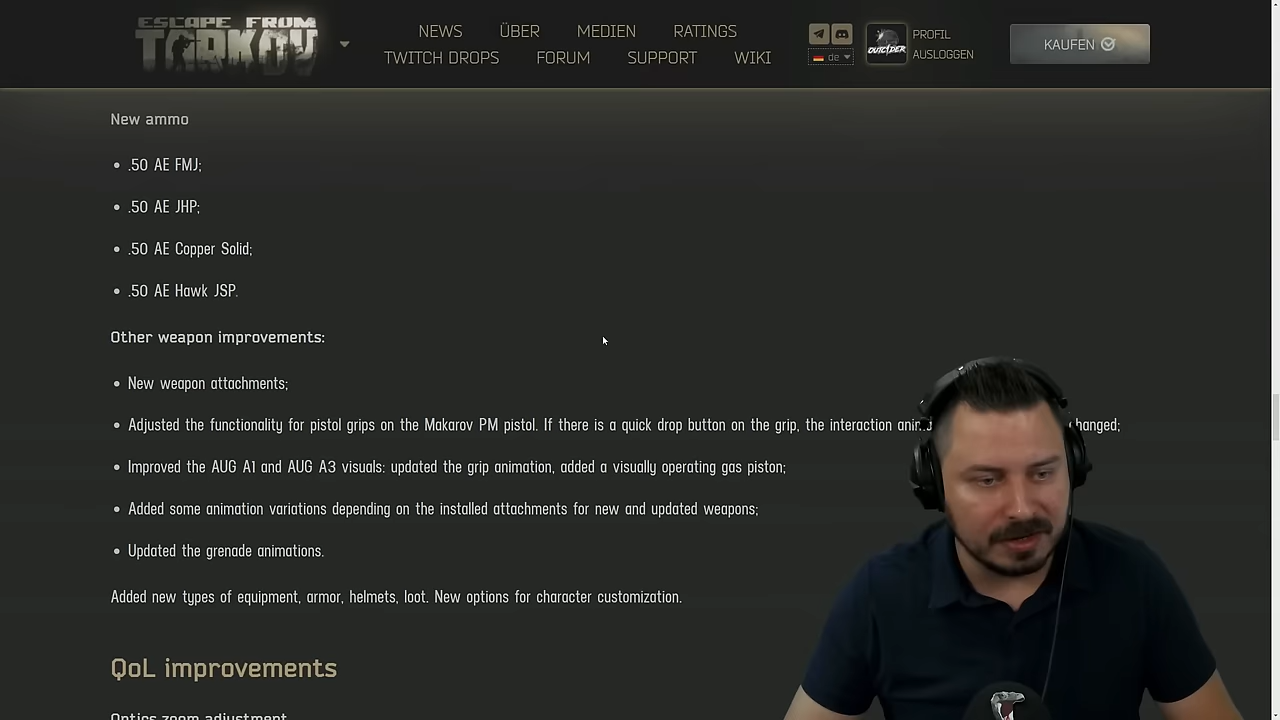 ESCAPE FROM
TARKOV
NEWS ÜBER MEDIEN RATINGS
TWITCH DROPS FORUM SUPPORT WIKI
de
OUTCIDER
PROFIL
AUSLOGGEN
KAUFEN
New ammo
.50 AE FMJ;
.50 AE JHP;
.50 AE Copper Solid;
.50 AE Hawk JSP.
Other weapon improvements:
New weapon attachments;
Adjusted the functionality for pistol grips on the Makarov PM pistol. If there is a quick drop button on the grip, the interaction hanged;
Improved the AUG A1 and AUG A3 visuals: updated the grip animation, added a visually operating gas piston;
Added some animation variations depending on the installed attachments for new and updated weapons;
Updated the grenade animations.
Added new types of equipment, armor, helmets, loot. New options for character customization.
QoL improvements
Optics zoom adjustment